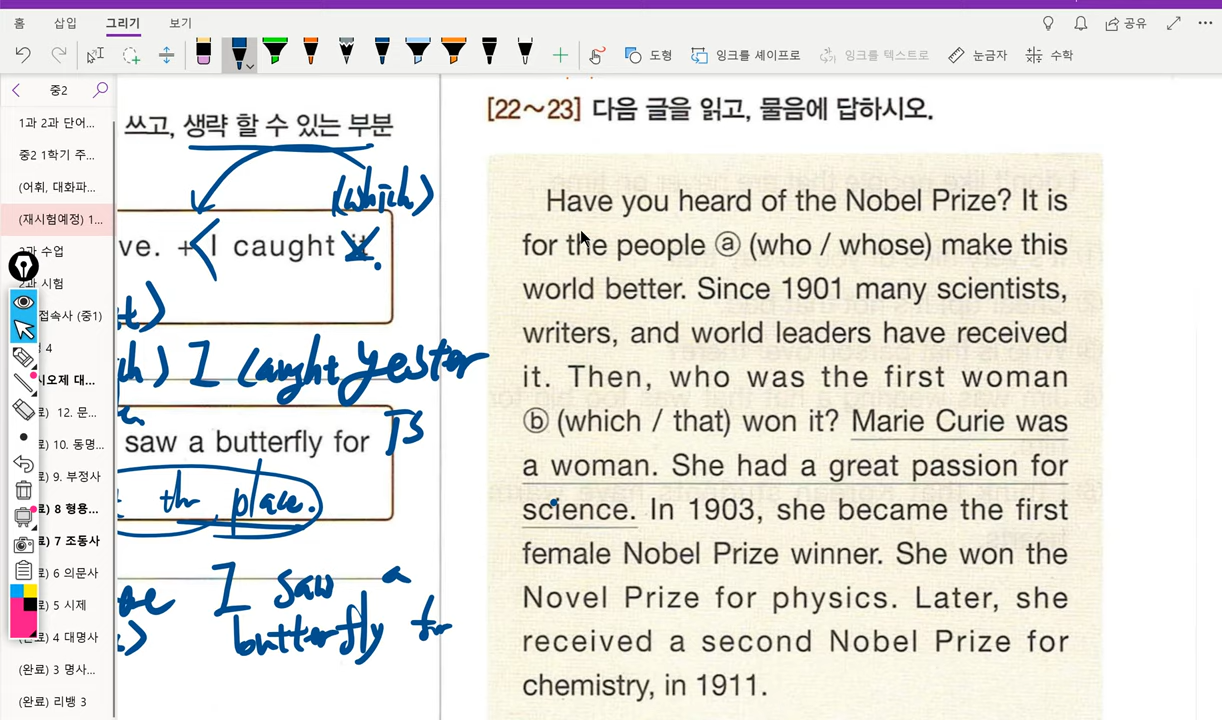 홈 삽입 그리기 보기
공유
도형 잉크를 셰이프로 잉크를 텍스트로 눈금자 수학
중2
1과 2과 단어...
중2 1학기 주...
(어휘, 대화파...
(재시험예정) 1...
과 수업
2과 시험
접속사 (중1)
4
시오제 대...
료) 12. 문...
료) 10. 동명...
료) 9. 부정사
료) 8 형용...
료) 7 조동사
료) 6 의문사
료) 5 시제
(완료) 4 대명사
(완료) 3 명사...
(완료) 리뱅 3
쓰고, 생략 할 수 있는 부분
(which)
ve. + I caught it.
I caught yester
saw a butterfly for
the place.
I saw a
butterfly for
[22~23] 다음 글을 읽고, 물음에 답하시오.
Have you heard of the Nobel Prize? It is
for the people ⓐ (who / whose) make this
world better. Since 1901 many scientists,
writers, and world leaders have received
it. Then, who was the first woman
ⓑ (which / that) won it? Marie Curie was
a woman. She had a great passion for
science. In 1903, she became the first
female Nobel Prize winner. She won the
Novel Prize for physics. Later, she
received a second Nobel Prize for
chemistry, in 1911.